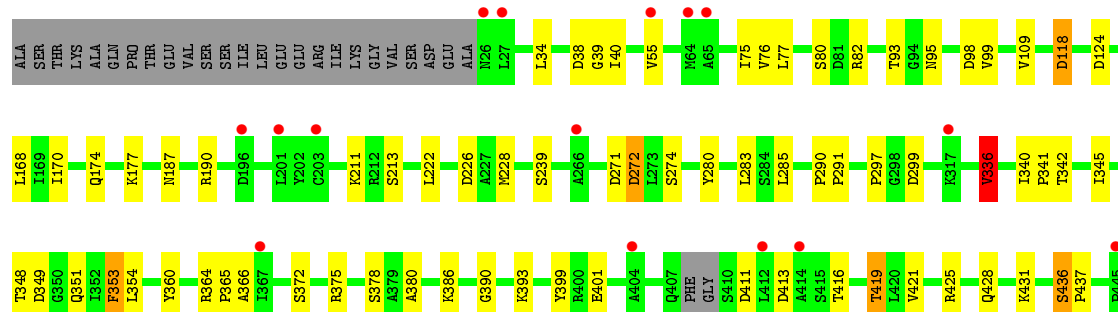 ALA SER THR LYS ALA GLN PRO THR GLU VAL SER SER ILE LEU GLU GLU ARG ILE LYS GLY VAL SER ASP GLU ALA N26 L27 L34 D38 G39 I40 V55 M64 A65 I75 V76 L77 S80 D81 R82 T93 G94 N95 D98 V99 V109 D118 D124
L168 I169 I170 Q174 K177 N187 R190 D196 L201 Y202 C203 K211 R212 S213 L222 D226 A227 M228 S239 A266 D271 D272 L273 S274 Y280 L283 S284 L285 P290 P291 P297 G298 D299 K317 V336 I340 P341 T342 I345
T348 D349 G350 Q351 I352 F353 L354 Y360 R364 P365 A366 I367 S372 R375 S378 A379 A380 K386 G390 K393 Y399 R400 E401 A404 Q407 PHE GLY S410 D411 L412 D413 A414 S415 T416 T419 L420 V421 R425 Q428 K431 S436 P437